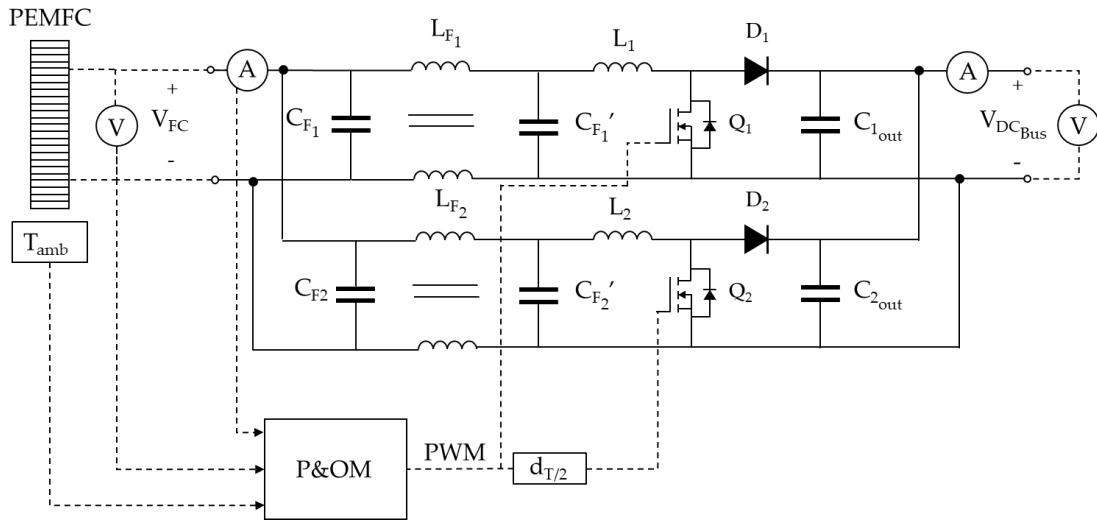 PEMFC
L_F1
L_1
D_1
A
A
+
V_FC
-
V
C_F1
C_F1′
Q_1
C_1out
+
V_DCBus
-
V
L_F2
L_2
D_2
T_amb
C_F2
C_F2′
Q_2
C_2out
P&OM
PWM
d_T/2